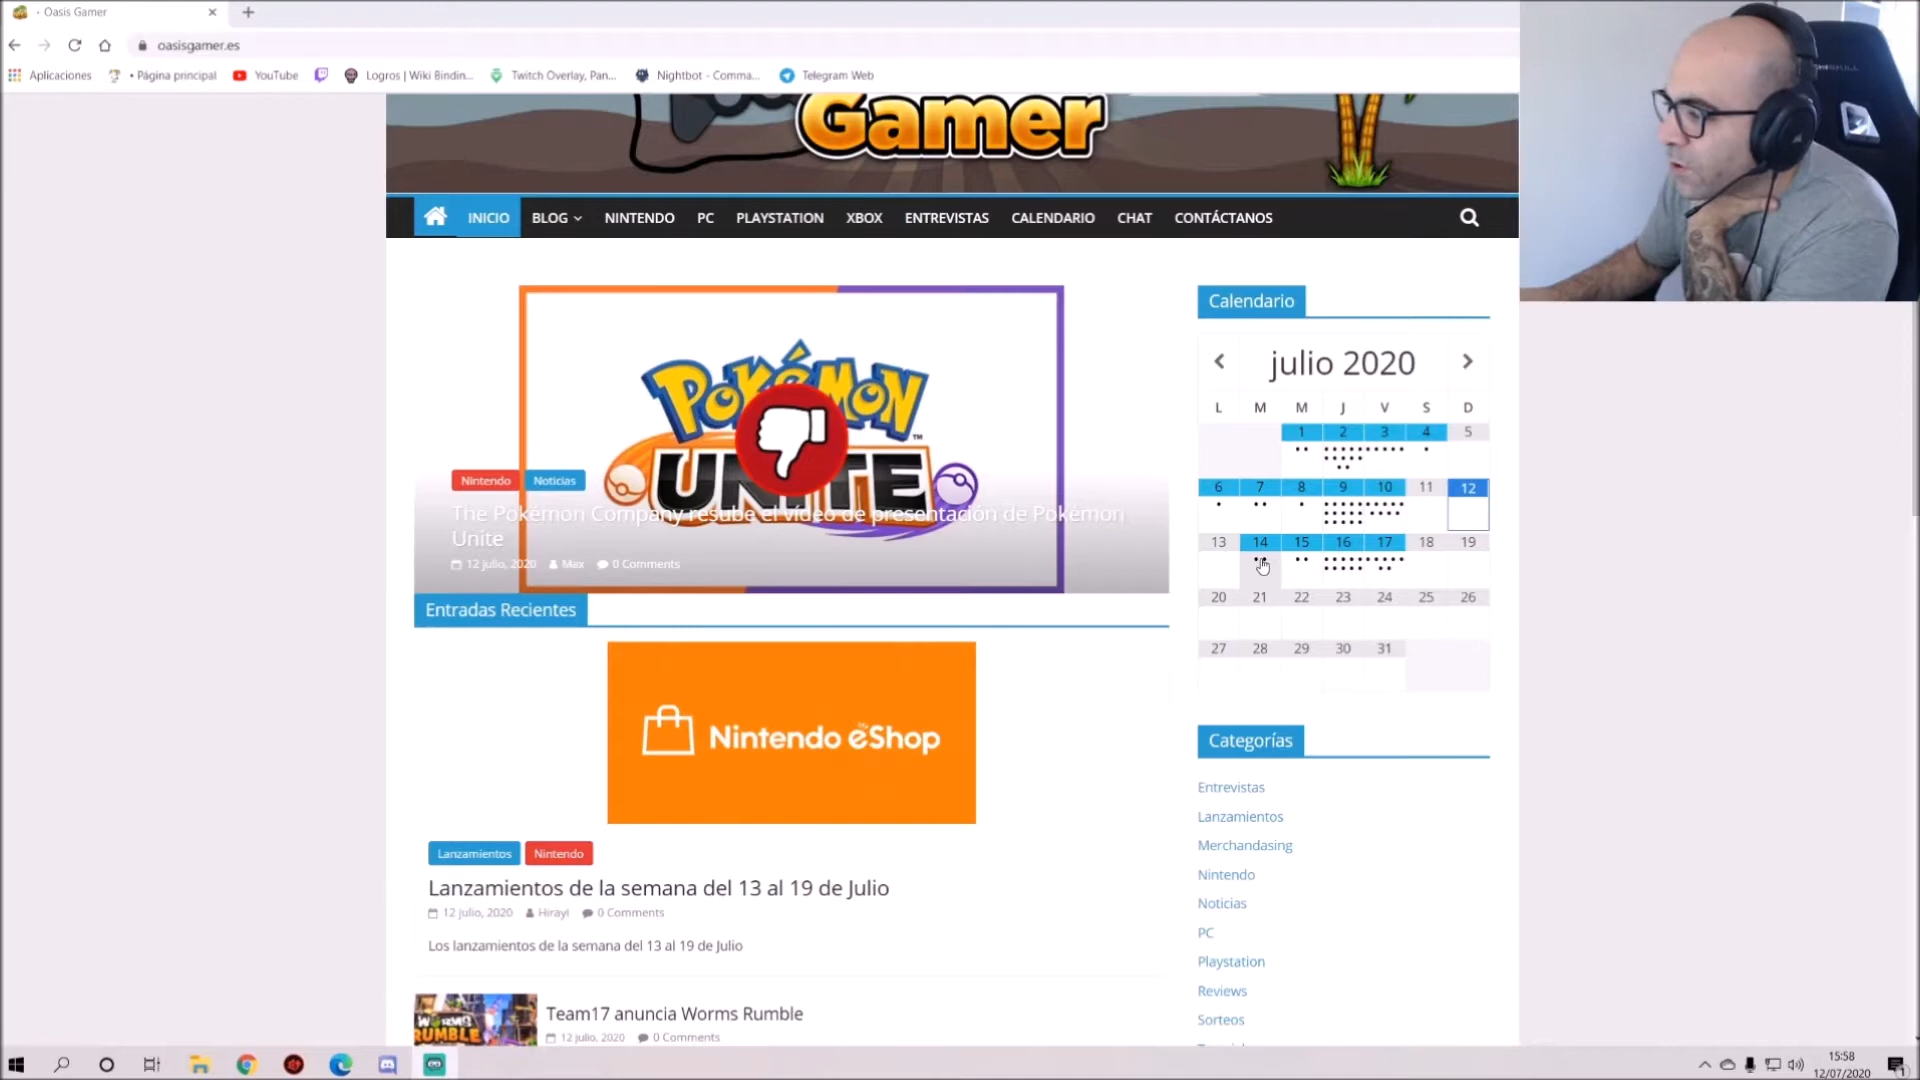 · Oasis Gamer
oasisgamer.es
Aplicaciones
• Página principal
YouTube
Logros | Wiki Bindin...
Twitch Overlay, Pan...
Nightbot - Comma...
Telegram Web
Gamer
INICIO
BLOG
NINTENDO
PC
PLAYSTATION
XBOX
ENTREVISTAS
CALENDARIO
CHAT
CONTÁCTANOS
POKÉMON
UNITE
TM
Nintendo
Noticias
The Pokémon Company resube el vídeo de presentación de Pokémon
Unite
12 julio, 2020
Max
0 Comments
Entradas Recientes
Nintendo eShop
Lanzamientos
Nintendo
Lanzamientos de la semana del 13 al 19 de Julio
12 julio, 2020
Hirayi
0 Comments
Los lanzamientos de la semana del 13 al 19 de Julio
WORMS
RUMBLE
Team17 anuncia Worms Rumble
12 julio, 2020
0 Comments
Calendario
julio 2020
L M M J V S D
1 2 3 4 5
6 7 8 9 10 11 12
13 14 15 16 17 18 19
20 21 22 23 24 25 26
27 28 29 30 31
Categorías
Entrevistas
Lanzamientos
Merchandasing
Nintendo
Noticias
PC
Playstation
Reviews
Sorteos
15:58
12/07/2020
1